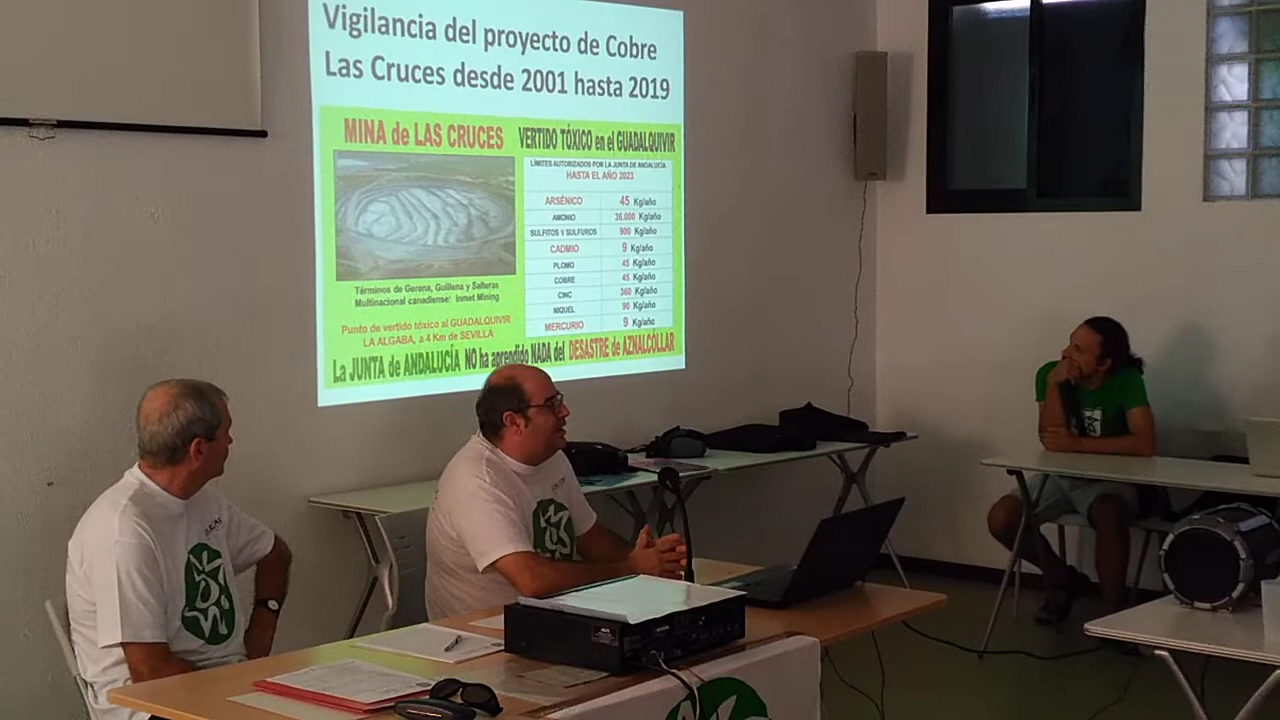 Vigilancia del proyecto de Cobre
Las Cruces desde 2001 hasta 2019
MINA de LAS CRUCES
VERTIDO TÓXICO en el GUADALQUIVIR
LÍMITES AUTORIZADOS POR LA JUNTA DE ANDALUCÍA
HASTA EL AÑO 2023
ARSÉNICO 45 Kg/año
AMONIO 36.000 Kg/año
SULFITOS Y SULFUROS 900 Kg/año
CADMIO 9 Kg/año
PLOMO 45 Kg/año
COBRE 45 Kg/año
CINC 360 Kg/año
NIQUEL 90 Kg/año
MERCURIO 9 Kg/año
Términos de Gerena, Guillena y Salteras
Multinacional canadiense: Inmet Mining
Punto de vertido tóxico al GUADALQUIVIR
LA ALGABA, a 4 Km de SEVILLA
La JUNTA de ANDALUCÍA NO ha aprendido NADA del DESASTRE de AZNALCÓLLAR